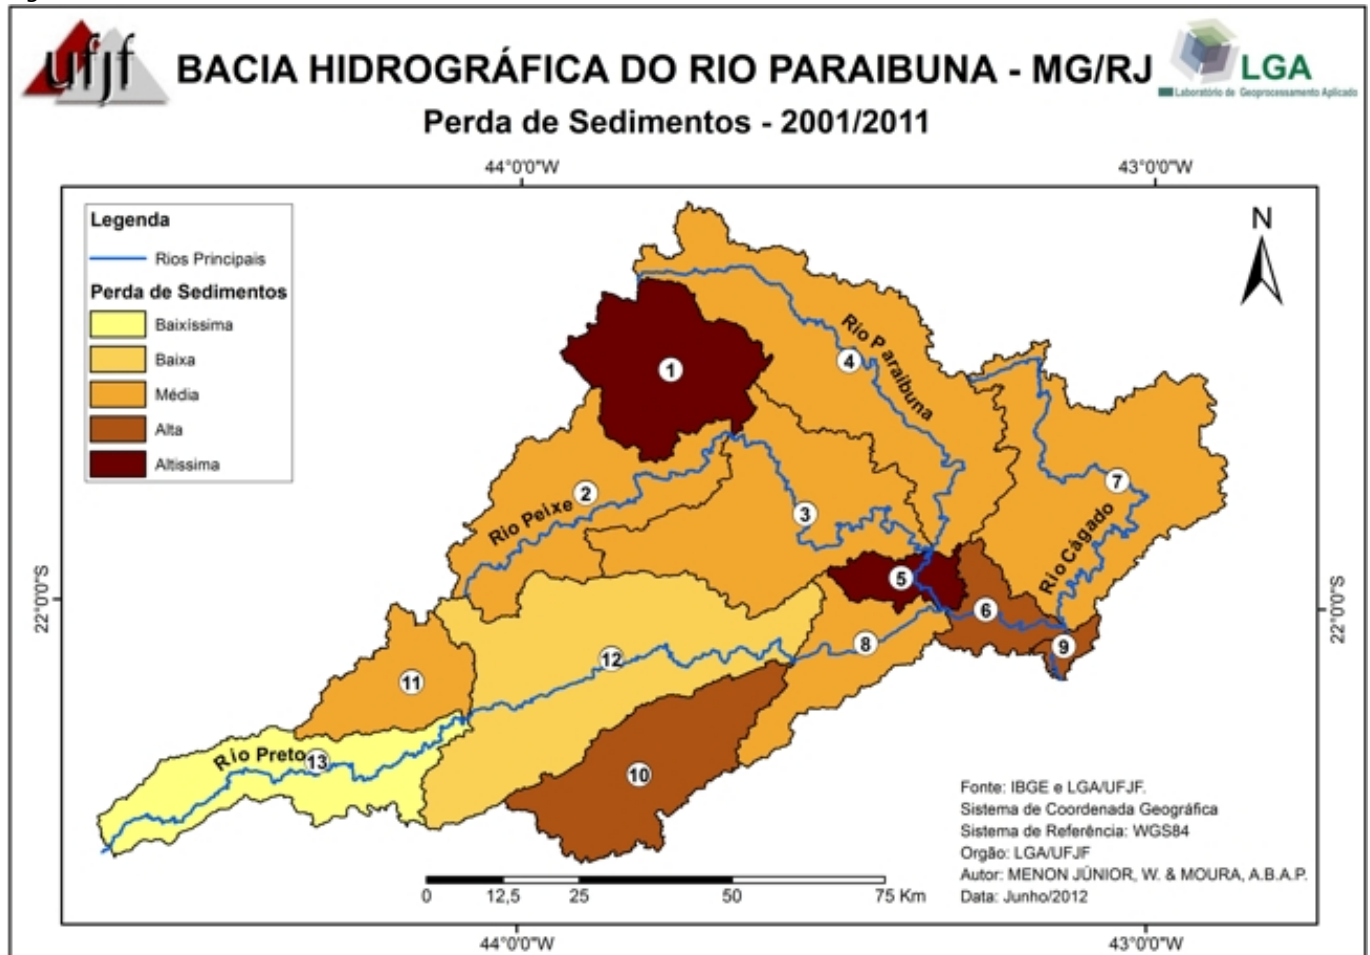 ufjf
BACIA HIDROGRÁFICA DO RIO PARAIBUNA - MG/RJ
LGA
Laboratório de Geoprocessamento Aplicado
Perda de Sedimentos - 2001/2011
44°0'0"W
43°0'0"W
Legenda
Rios Principais
Perda de Sedimentos
Baixíssima
Baixa
Média
Alta
Altissima
N
1
Rio Paraibuna
4
2
Rio Peixe
3
7
Rio Cágado
5
6
8
9
22°0'0"S
22°0'0"S
12
11
Rio Preto
13
10
Fonte: IBGE e LGA/UFJF.
Sistema de Coordenada Geográfica
Sistema de Referência: WGS84
Orgão: LGA/UFJF
Autor: MENON JÚNIOR, W. & MOURA, A.B.A.P.
Data: Junho/2012
0 12,5 25 50 75 Km
44°0'0"W
43°0'0"W